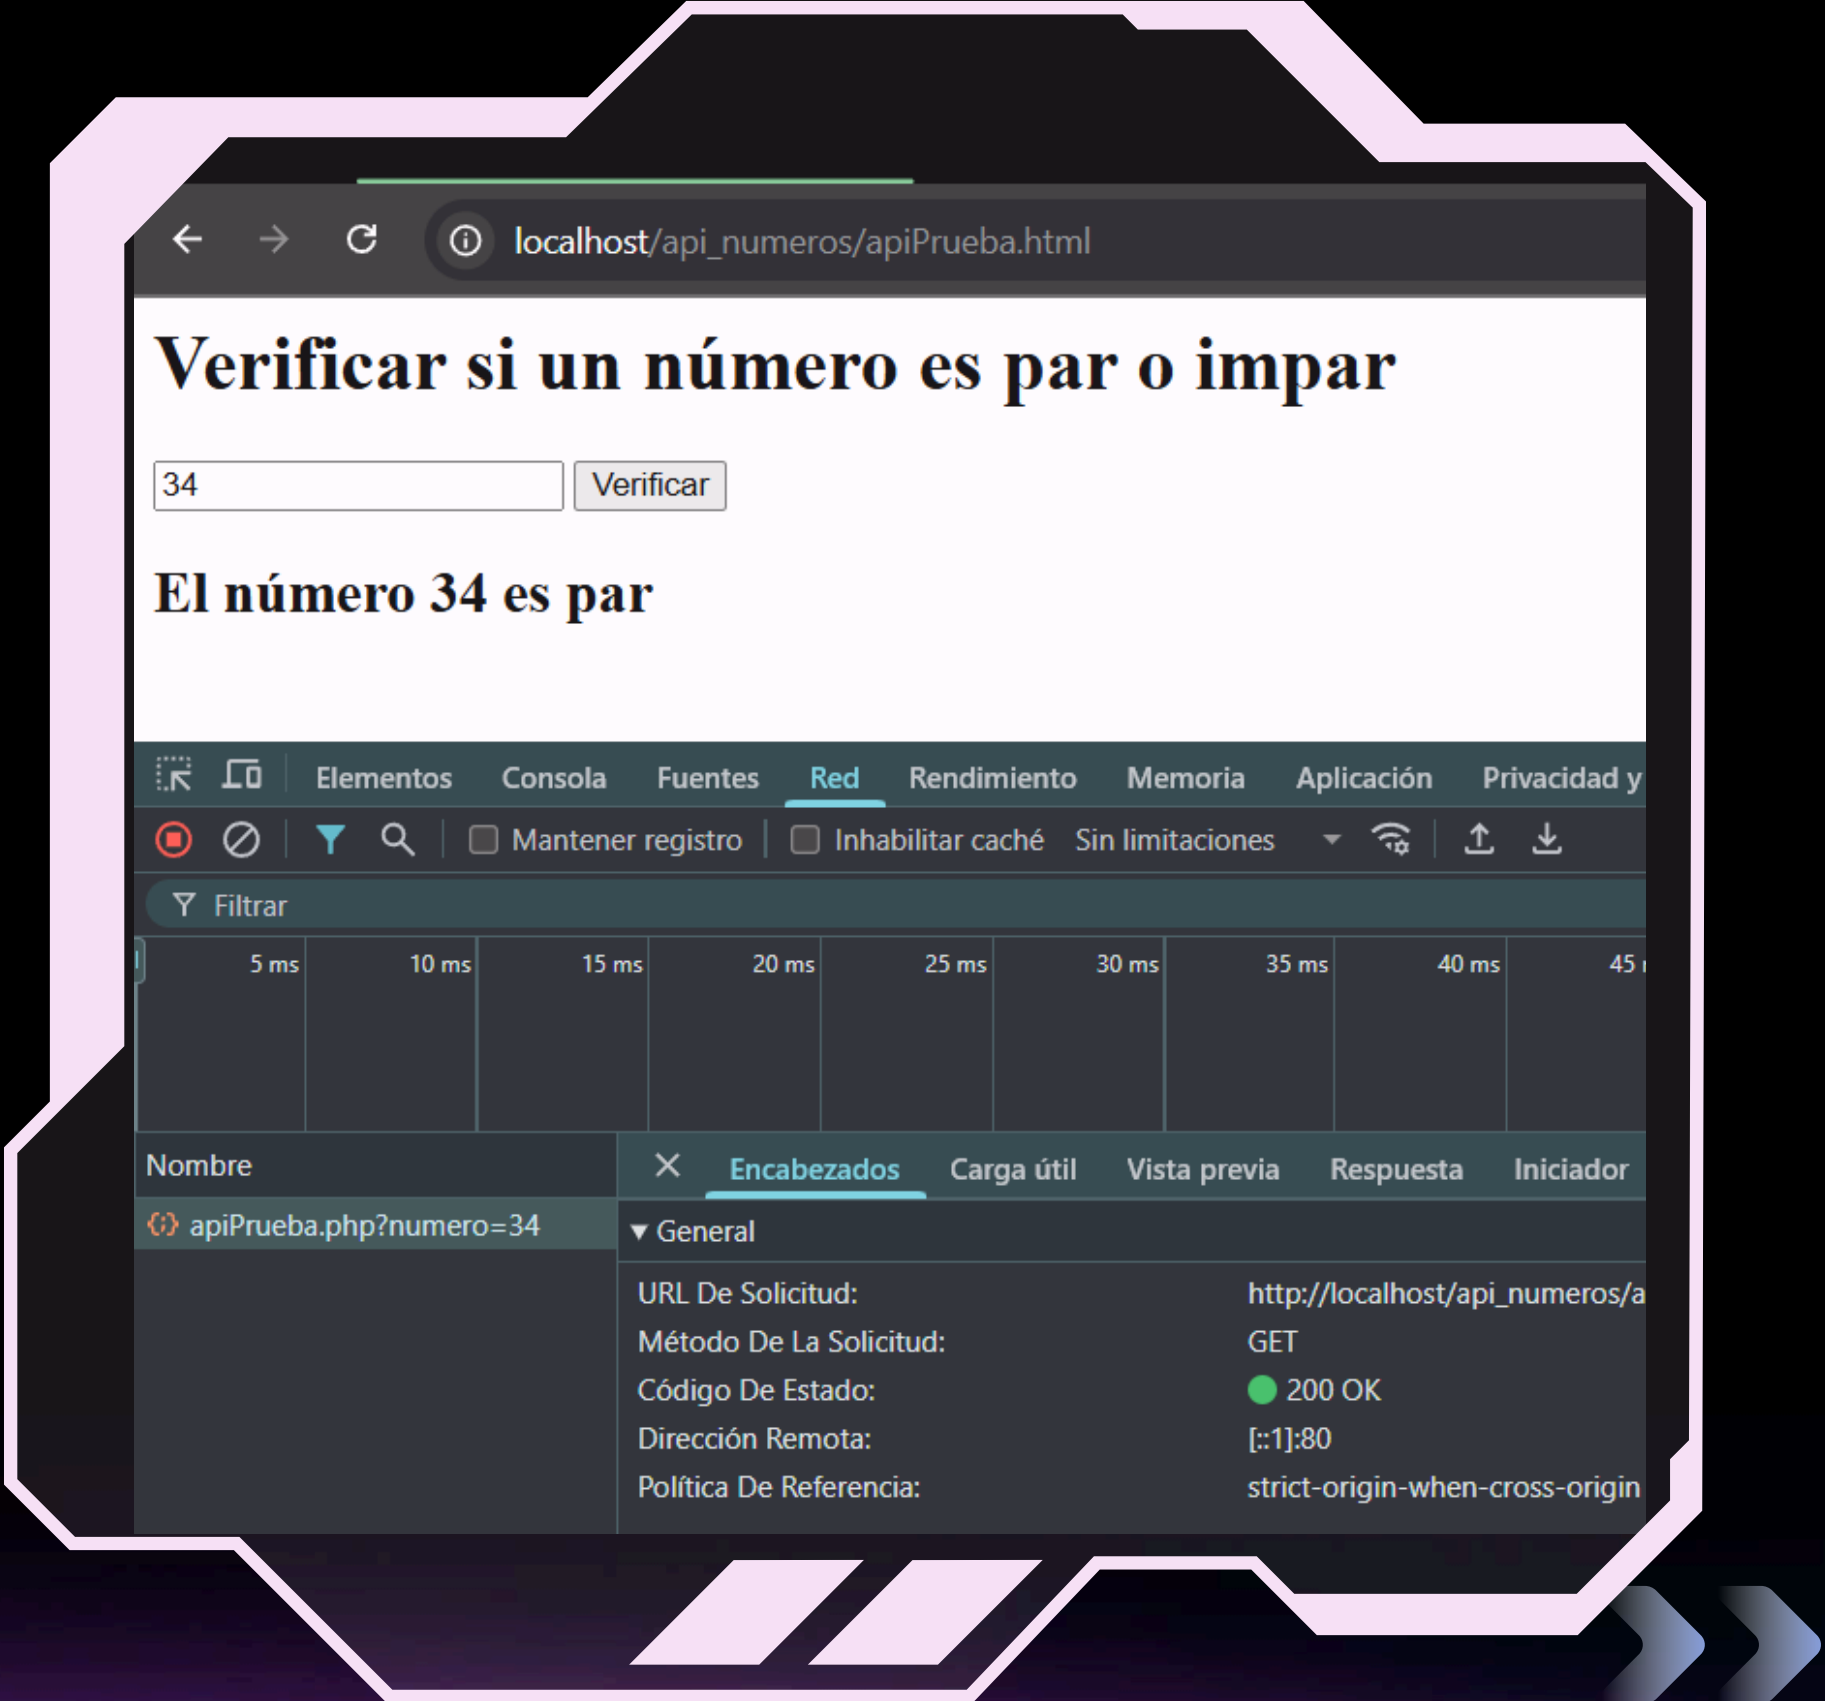 localhost/api_numeros/apiPrueba.html
Verificar si un número es par o impar
34 Verificar
El número 34 es par
Elementos Consola Fuentes Red Rendimiento Memoria Aplicación Privacidad y
Mantener registro Inhabilitar caché Sin limitaciones
Filtrar
5 ms 10 ms 15 ms 20 ms 25 ms 30 ms 35 ms 40 ms 45
Nombre Encabezados Carga útil Vista previa Respuesta Iniciador
apiPrueba.php?numero=34 General
URL De Solicitud: http://localhost/api_numeros/a
Método De La Solicitud: GET
Código De Estado: 200 OK
Dirección Remota: [::1]:80
Política De Referencia: strict-origin-when-cross-origin